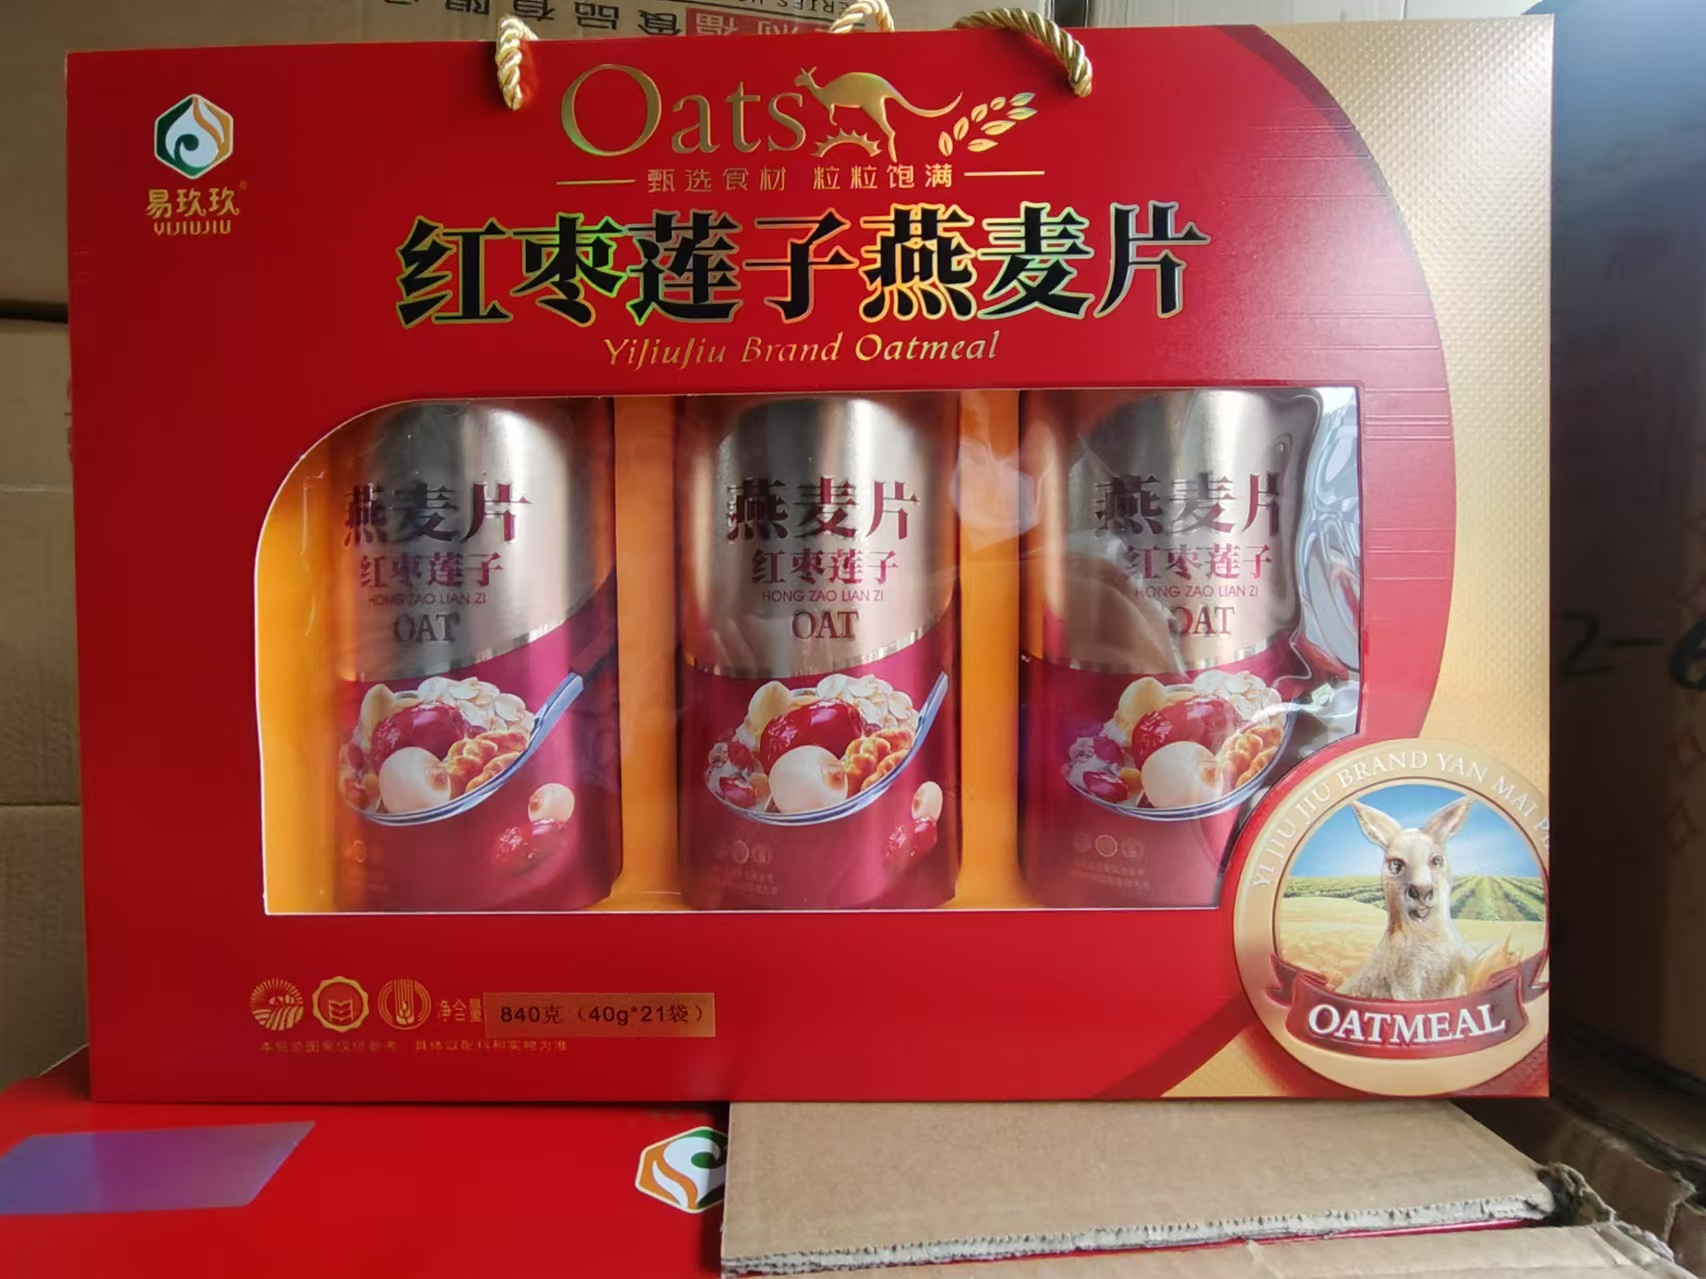 食品有限
易玖玖®
YIJIUJIU
Oats
甄选食材 粒粒饱满
红枣莲子燕麦片
YiJiuJiu Brand Oatmeal
燕麦片
红枣莲子
HONG ZAO LIAN ZI
OAT
燕麦片
红枣莲子
HONG ZAO LIAN ZI
OAT
燕麦片
红枣莲子
HONG ZAO LIAN ZI
OAT
YI JIU JIU BRAND YAN MAI
OATMEAL
净含量 840克（40g*21袋）
本包装图案仅供参考，具体以配料和实物为准